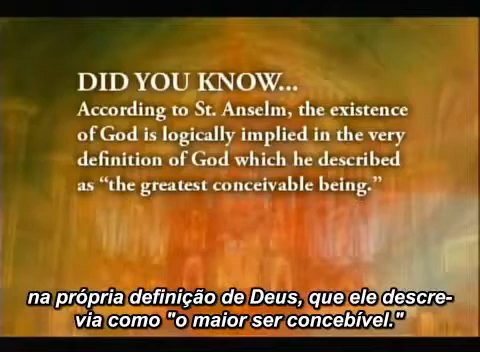 DID YOU KNOW...
According to St. Anselm, the existence
of God is logically implied in the very
definition of God which he described
as “the greatest conceivable being.”
na própria definição de Deus, que ele descre-
via como "o maior ser concebível."